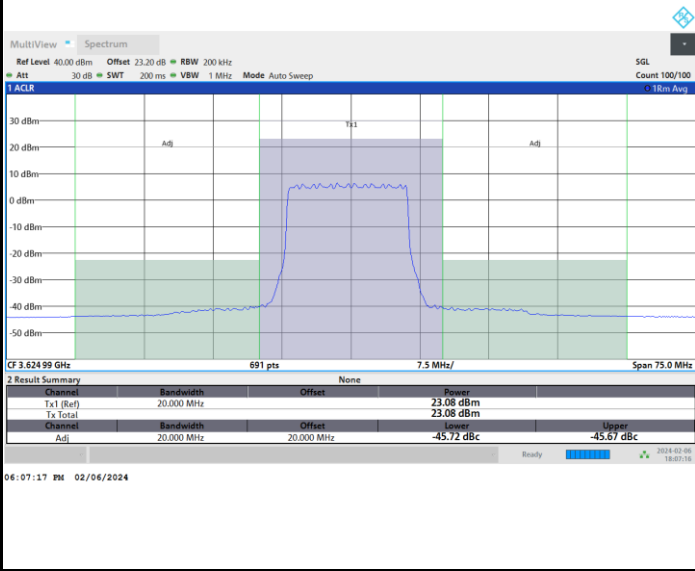 MultiView Spectrum
Ref Level 40.00 dBm Offset 23.20 dB RBW 200 kHz SGL
Att 30 dB SWT 200 ms VBW 1 MHz Mode Auto Sweep Count 100/100
1 ACLR 1Rm Avg
30 dBm
Tx1
20 dBm
Adj Adj
10 dBm
0 dBm
-10 dBm
-20 dBm
-30 dBm
-40 dBm
-50 dBm
CF 3.624 99 GHz 691 pts 7.5 MHz/ Span 75.0 MHz
2 Result Summary None
Channel Bandwidth Offset Power
Tx1 (Ref) 20.000 MHz 23.08 dBm
Tx Total 23.08 dBm
Channel Bandwidth Offset Lower Upper
Adj 20.000 MHz 20.000 MHz -45.72 dBc -45.67 dBc
Ready 2024-02-06
18:07:18
06:07:17 PM 02/06/2024